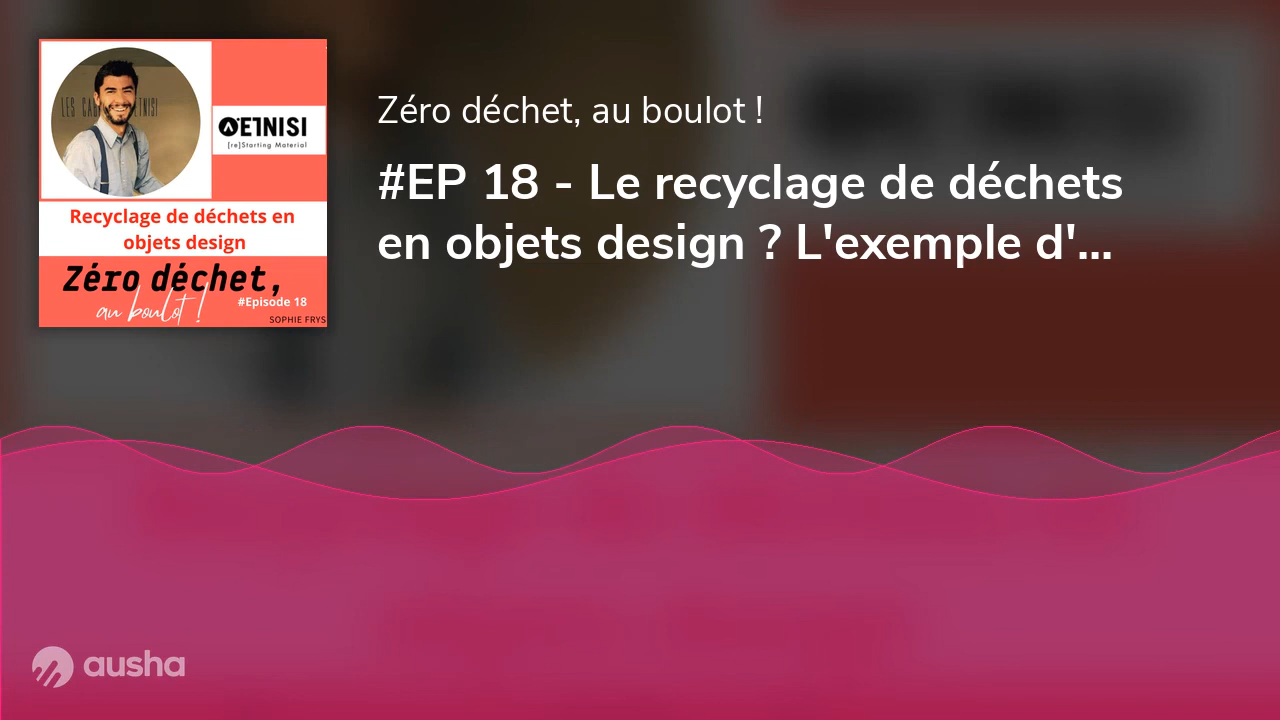 LES CAB ETNISI
ETNISI
[re]Starting Material
Recyclage de déchets en
objets design
Zéro déchet,
au boulot !
#Episode 18
SOPHIE FRYS
Zéro déchet, au boulot !
#EP 18 - Le recyclage de déchets
en objets design ? L'exemple d'...
ausha